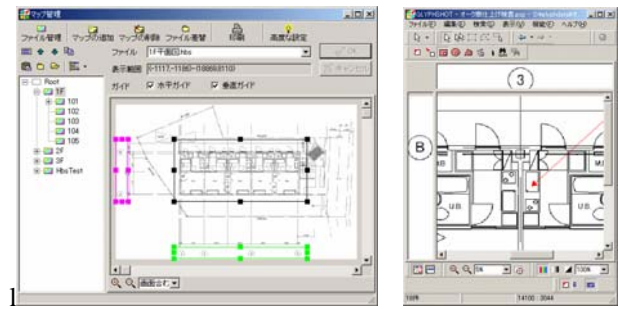 マップ管理
ファイル管理 マップの追加 マップの削除 ファイル差替 印刷 高度な設定
ファイル 1F平面図.hbs
OK
表示範囲 (-1117,-1186)-(18869,3110)
キャンセル
ガイド 水平ガイド 垂直ガイド
Root
1F
101
102
103
104
105
2F
3F
HbsTest
画面合わ
l
ファイル(F) 編集(E) 検索(S) 表示(V) 機能(E) ヘルプ(H)
3
B
U.B.
U.B.
100%
14100 : 3044